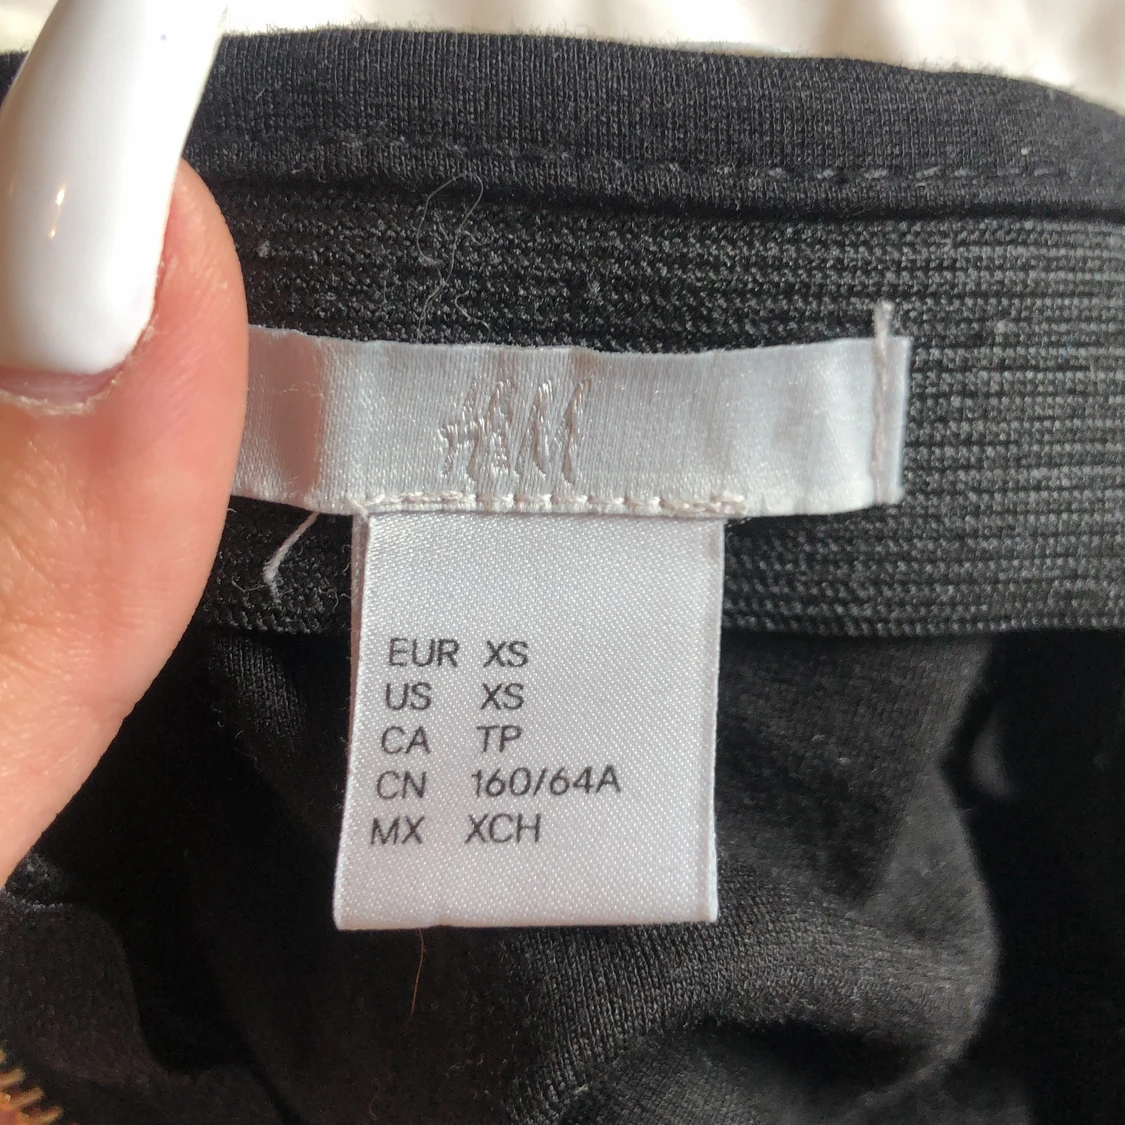 H&M
EUR XS
US XS
CA TP
CN 160/64A
MX XCH